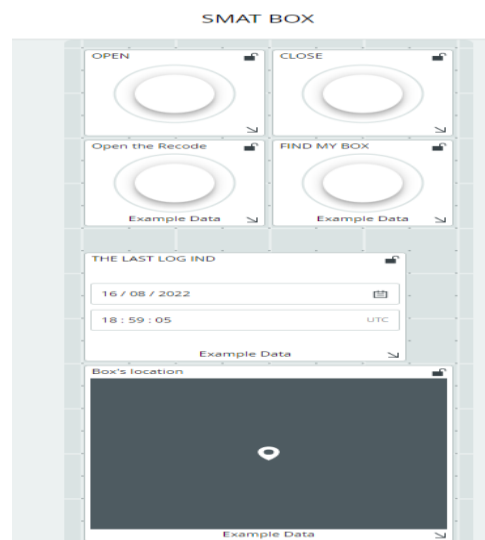 SMAT BOX
OPEN
CLOSE
Open the Recode
FIND MY BOX
Example Data
Example Data
THE LAST LOG IND
16 / 08 / 2022
18 : 59 : 05 UTC
Example Data
Box's location
Example Data